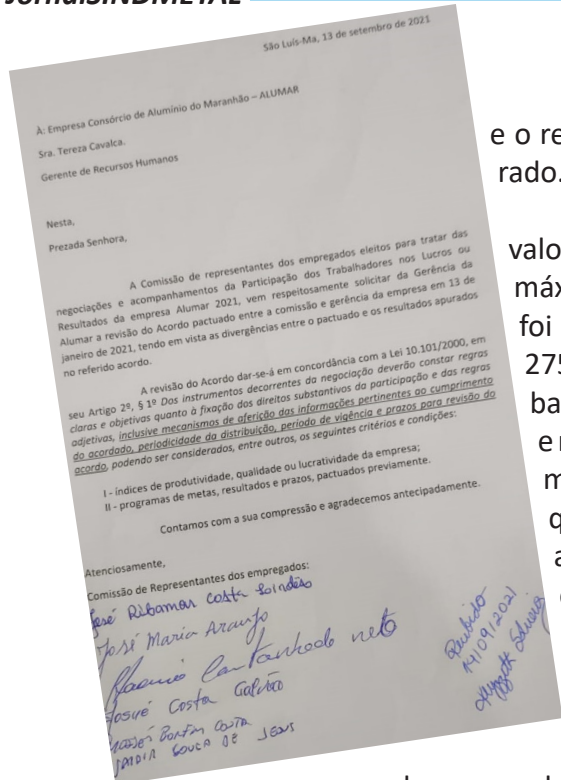 JornalSINDMETAL
São Luís-Ma, 13 de setembro de 2021
À: Empresa Consórcio de Alumínio do Maranhão – ALUMAR
Sra. Tereza Cavalca.
Gerente de Recursos Humanos
Nesta,
Prezada Senhora,
A Comissão de representantes dos empregados eleitos para tratar das
negociações e acompanhamentos da Participação dos Trabalhadores nos Lucros ou
Resultados da empresa Alumar 2021, vem respeitosamente solicitar da Gerência da
Alumar a revisão do Acordo pactuado entre a comissão e gerência da empresa em 13 de
janeiro de 2021, tendo em vista as divergências entre o pactuado e os resultados apurados
no referido acordo.
A revisão do Acordo dar-se-á em concordância com a Lei 10.101/2000, em
seu Artigo 2º, § 1º Dos instrumentos decorrentes da negociação deverão constar regras
claras e objetivas quanto à fixação dos direitos substantivos da participação e das regras
adjetivas, inclusive mecanismos de aferição das informações pertinentes ao cumprimento
do acordado, periodicidade da distribuição, período de vigência e prazos para revisão do
acordo, podendo ser considerados, entre outros, os seguintes critérios e condições:
I - índices de produtividade, qualidade ou lucratividade da empresa;
II - programas de metas, resultados e prazos, pactuados previamente.
Contamos com a sua compressão e agradecemos antecipadamente.
Atenciosamente,
Comissão de Representantes dos empregados:
José Ribamar Costa
José Maria Araujo
Cantanhede neto
Josué Costa Galvão
Costa
Souza de Jesus
Recebido
14/09/2021
e o re
rado.
valo
máx
foi
275
ba
e
m
q
a